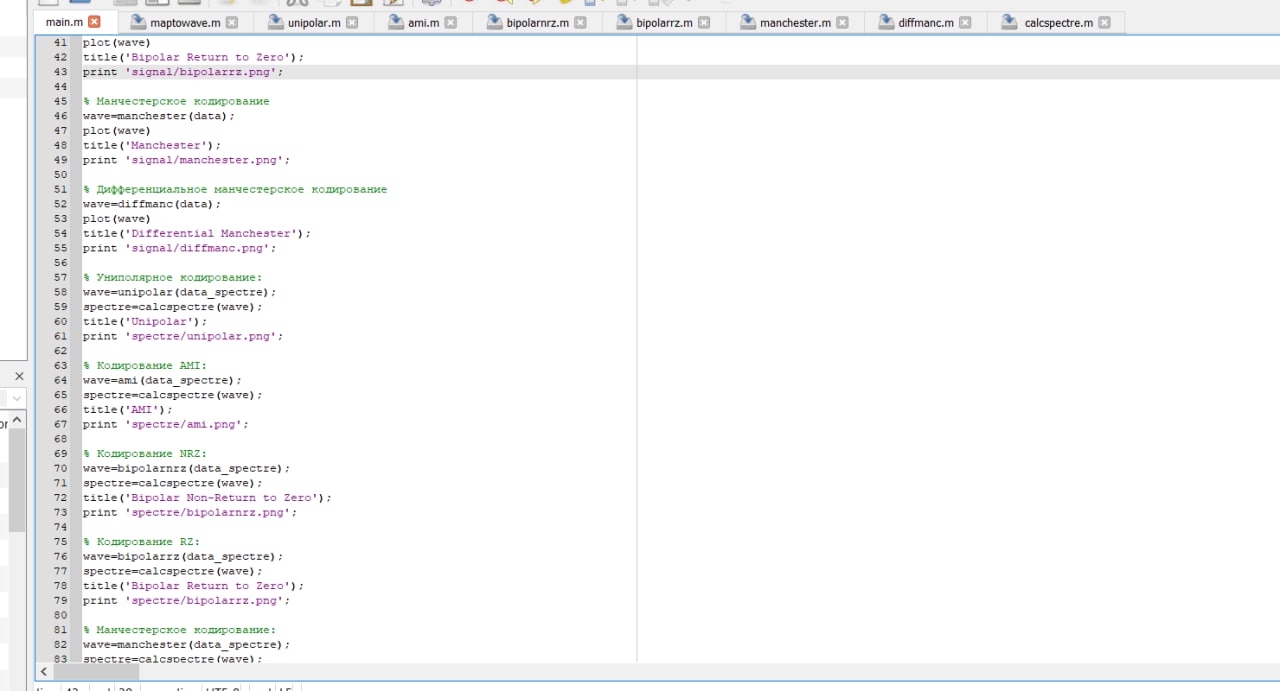 main.m maptowave.m unipolar.m ami.m bipolarnrz.m bipolarrz.m manchester.m diffmanc.m calcspectre.m
41 plot(wave)
42 title('Bipolar Return to Zero');
43 print 'signal/bipolarrz.png';
44
45 % Манчестерское кодирование
46 wave=manchester(data);
47 plot(wave)
48 title('Manchester');
49 print 'signal/manchester.png';
50
51 % Дифференциальное манчестерское кодирование
52 wave=diffmanc(data);
53 plot(wave)
54 title('Differential Manchester');
55 print 'signal/diffmanc.png';
56
57 % Униполярное кодирование:
58 wave=unipolar(data_spectre);
59 spectre=calcspectre(wave);
60 title('Unipolar');
61 print 'spectre/unipolar.png';
62
63 % Кодирование AMI:
64 wave=ami(data_spectre);
65 spectre=calcspectre(wave);
66 title('AMI');
67 print 'spectre/ami.png';
68
69 % Кодирование NRZ:
70 wave=bipolarnrz(data_spectre);
71 spectre=calcspectre(wave);
72 title('Bipolar Non-Return to Zero');
73 print 'spectre/bipolarnrz.png';
74
75 % Кодирование RZ:
76 wave=bipolarrz(data_spectre);
77 spectre=calcspectre(wave);
78 title('Bipolar Return to Zero');
79 print 'spectre/bipolarrz.png';
80
81 % Манчестерское кодирование:
82 wave=manchester(data_spectre);
83 spectre=calcspectre(wave);